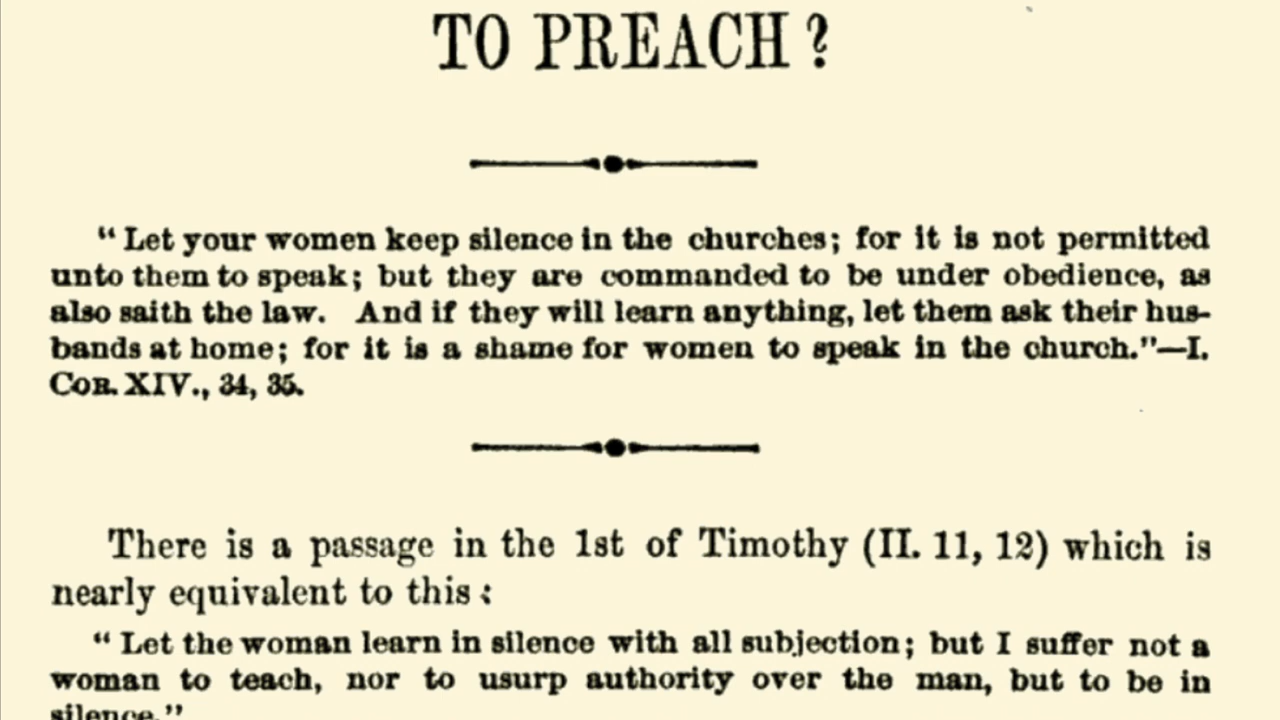 TO PREACH?
“ Let your women keep silence in the churches; for it is not permitted
unto them to speak; but they are commanded to be under obedience, as
also saith the law. And if they will learn anything, let them ask their hus-
bands at home; for it is a shame for women to speak in the church.”—I.
COR. XIV., 34, 35.
There is a passage in the 1st of Timothy (II. 11, 12) which is
nearly equivalent to this :
“ Let the woman learn in silence with all subjection; but I suffer not a
woman to teach, nor to usurp authority over the man, but to be in
silence.”